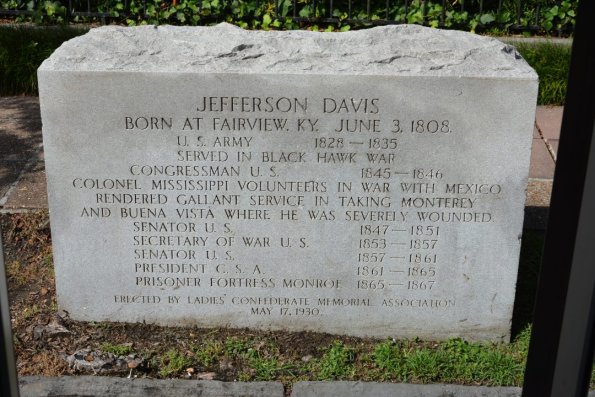 JEFFERSON DAVIS
BORN AT FAIRVIEW, KY. JUNE 3, 1808.
U. S. ARMY 1828 — 1835
SERVED IN BLACK HAWK WAR
CONGRESSMAN U. S. 1845 — 1846
COLONEL MISSISSIPPI VOLUNTEERS IN WAR WITH MEXICO
RENDERED GALLANT SERVICE IN TAKING MONTEREY
AND BUENA VISTA WHERE HE WAS SEVERELY WOUNDED.
SENATOR U. S. 1847—1851
SECRETARY OF WAR U. S. 1853 — 1857
SENATOR U. S. 1857 — 1861
PRESIDENT C. S. A. 1861 — 1865
PRISONER FORTRESS MONROE 1865 — 1867
ERECTED BY LADIES' CONFEDERATE MEMORIAL ASSOCIATION
MAY 17, 1930.